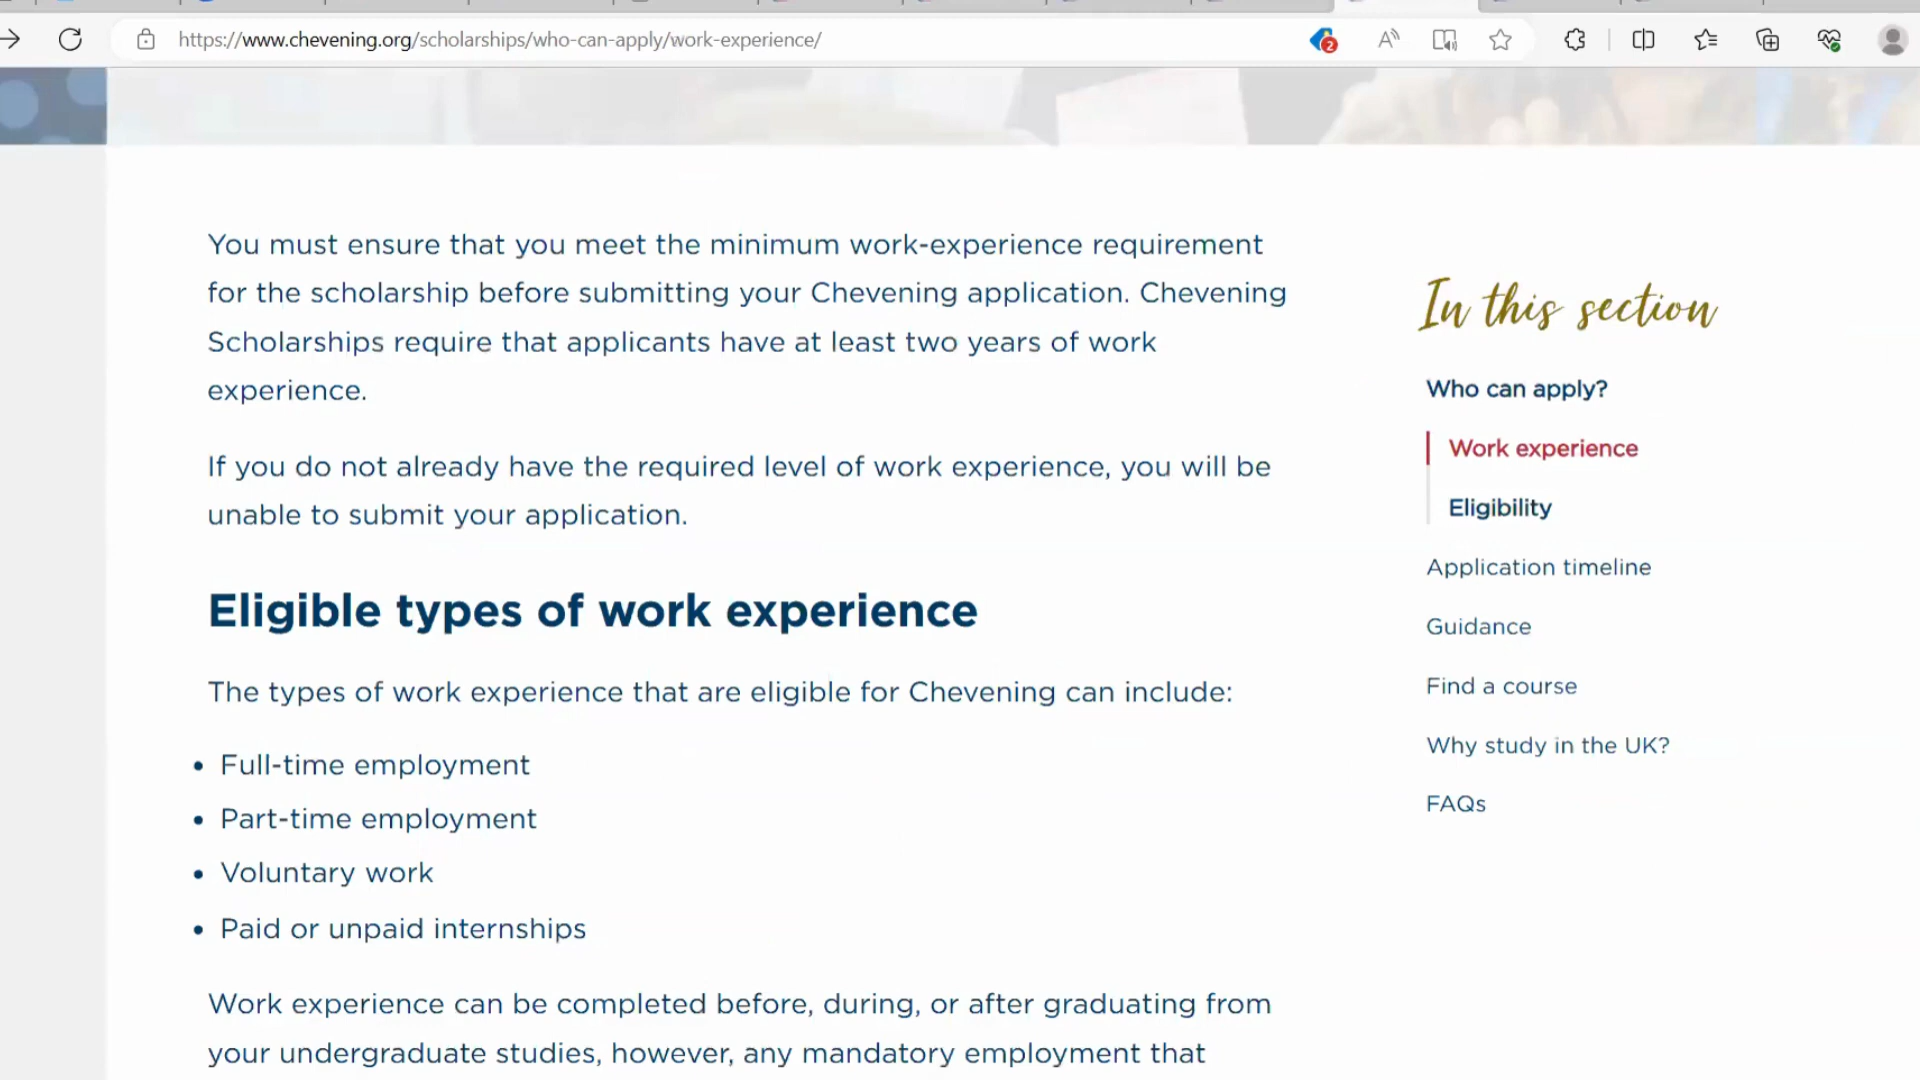 https://www.chevening.org/scholarships/who-can-apply/work-experience/
2
You must ensure that you meet the minimum work-experience requirement
for the scholarship before submitting your Chevening application. Chevening
Scholarships require that applicants have at least two years of work
experience.
If you do not already have the required level of work experience, you will be
unable to submit your application.
Eligible types of work experience
The types of work experience that are eligible for Chevening can include:
• Full-time employment
• Part-time employment
• Voluntary work
• Paid or unpaid internships
Work experience can be completed before, during, or after graduating from
your undergraduate studies, however, any mandatory employment that
In this section
Who can apply?
Work experience
Eligibility
Application timeline
Guidance
Find a course
Why study in the UK?
FAQs